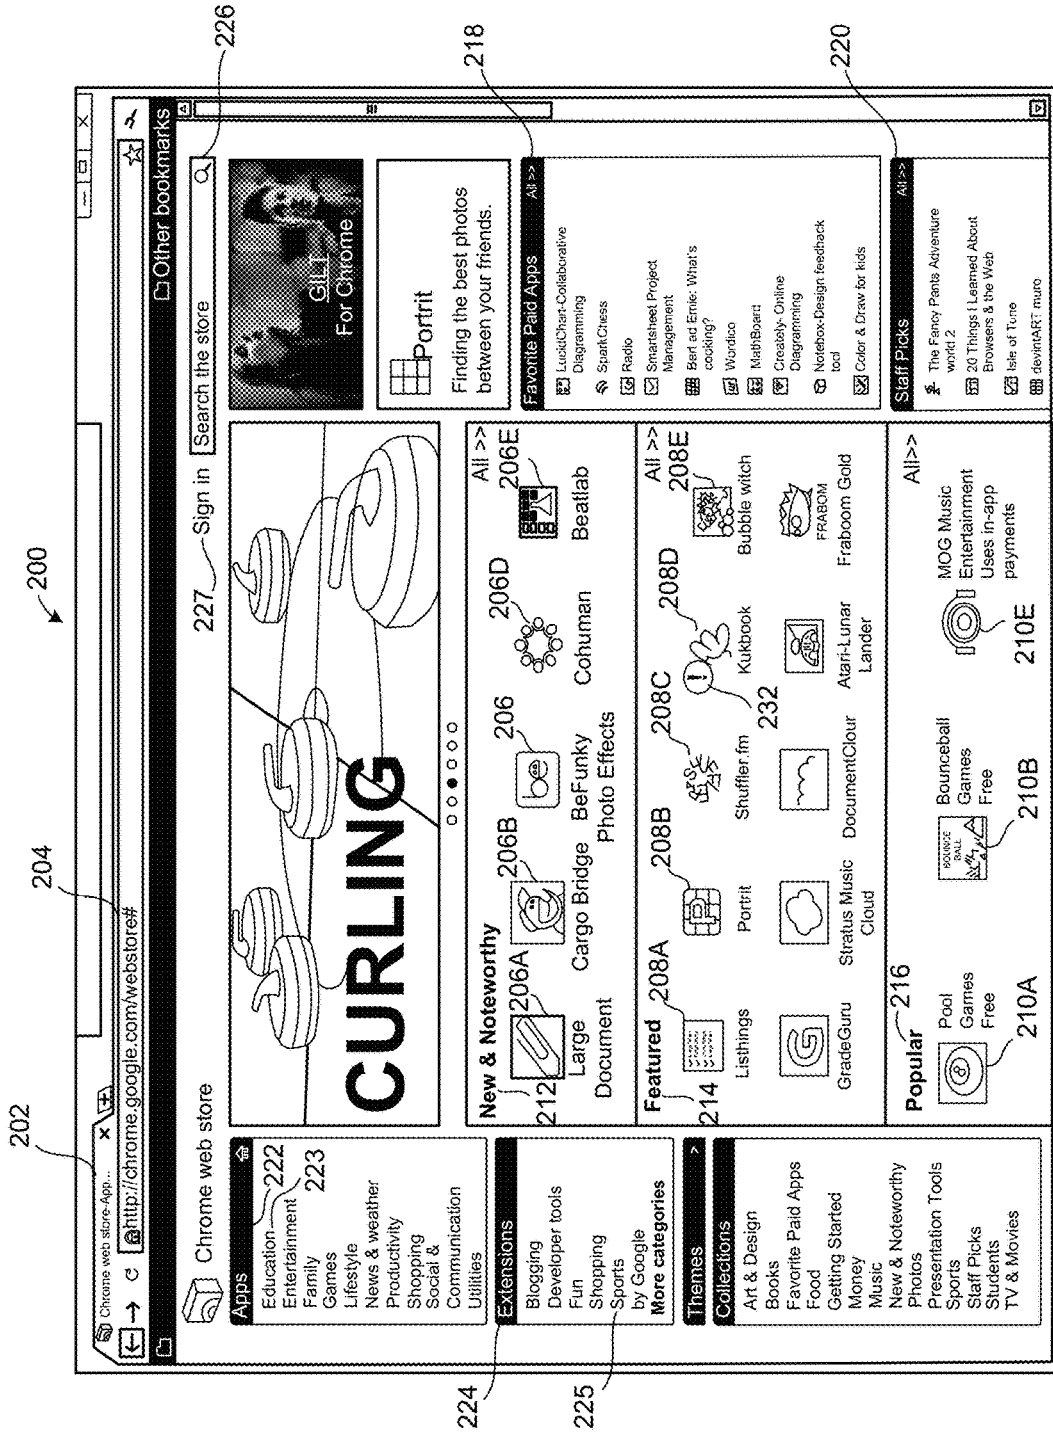 200
202
204
Chrome web store-App... ×
http://chrome.google.com/webstore#
Other bookmarks
Chrome web store
227 Sign in
Search the store
226
Apps
222
Education
Entertainment
223
Family
Games
Lifestyle
News & weather
Productivity
Shopping
Social &
Communication
Utilities
224
Extensions
Blogging
Developer tools
Fun
Shopping
Sports
225
by Google
More categories
Themes >
Collections
Art & Design
Books
Favorite Paid Apps
Food
Getting Started
Money
Music
New & Noteworthy
Photos
Presentation Tools
Sports
Staff Picks
Students
TV & Movies
CURLING
New & Noteworthy
All >>
212
206A
206B
206
206D
206E
Large
Document
Cargo Bridge
BeFunky
Photo Effects
Cohuman
Beatlab
Featured
All >>
214
208A
208B
208C
208D
208E
232
Listhings
Portrit
Shuffler.fm
Kukbook
Bubble witch
FRABOM
GradeGuru
Stratus Music
Cloud
DocumentClour
Atari-Lunar
Lander
Fraboom Gold
Popular
216
All>>
Pool
Games
Free
210A
BOUNCE
BALL
Bounceball
Games
Free
210B
MOG Music
Entertainment
Uses in-app
payments
210E
GILT
For Chrome
Portrit
Finding the best photos
between your friends.
218
Favorite Paid Apps All >>
LucidChart-Collaborative
Diagramming
SparkChess
Radio
Smartsheet Project
Management
Berf ad Ernie: What's
cooking?
Wordico
MathBoard
Creately- Online
Diagramming
Notebox-Design feedback
tool
Color & Draw for kids
220
Staff Picks All >>
The Fancy Pants Adventure
world 2
20 Things I Learned About
Browsers & the Web
Isle of Tune
devintART muro